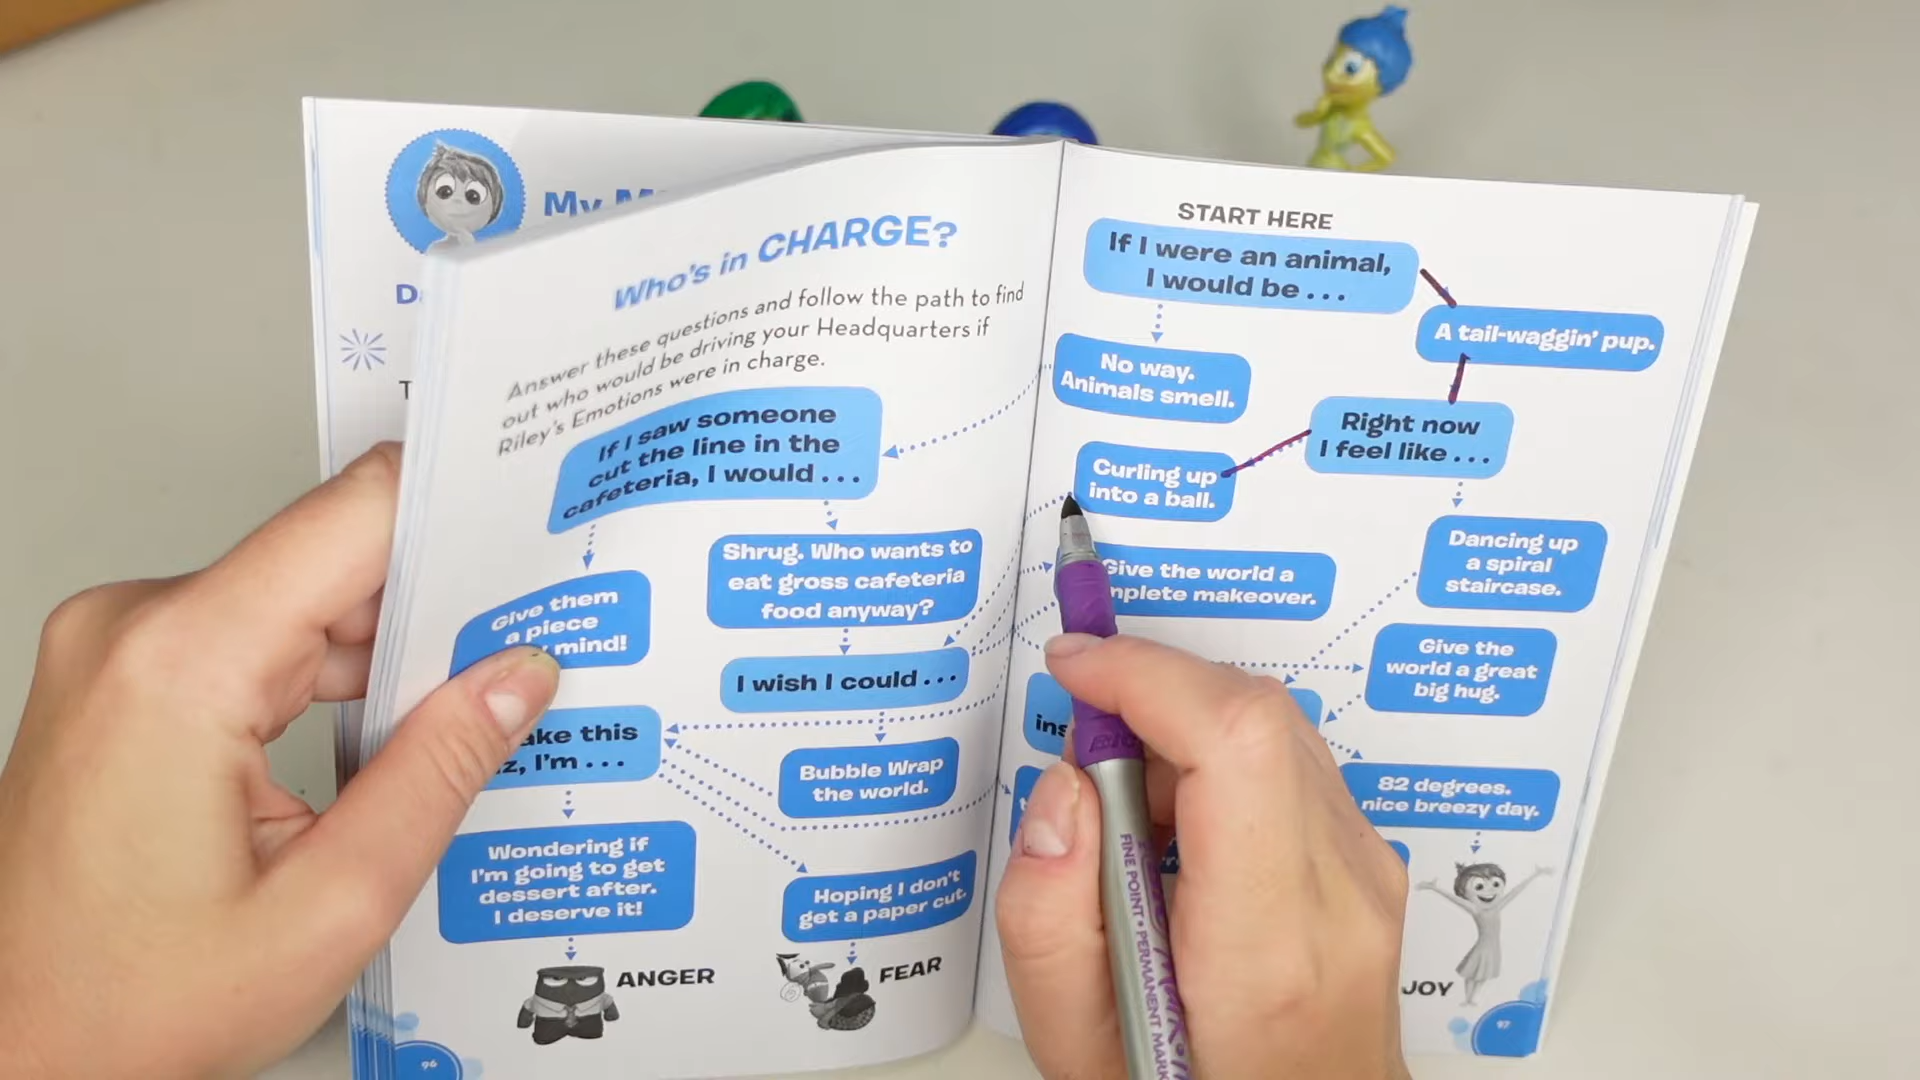 My
Who's in CHARGE?
Answer these questions and follow the path to find
out who would be driving your Headquarters if
Riley's Emotions were in charge.
If I saw someone
cut the line in the
cafeteria, I would . . .
Give them
a piece
mind!
Shrug. Who wants to
eat gross cafeteria
food anyway?
I wish I could . . .
ake this
z, I'm . . .
Bubble Wrap
the world.
Wondering if
I'm going to get
dessert after.
I deserve it!
Hoping I don't
get a paper cut.
ANGER
FEAR
96
START HERE
If I were an animal,
I would be . . .
A tail-waggin' pup.
No way.
Animals smell.
Right now
I feel like . . .
Curling up
into a ball.
Dancing up
a spiral
staircase.
Give the world a
mplete makeover.
Give the
world a great
big hug.
ins
82 degrees.
nice breezy day.
JOY
97
BIC
FINE POINT • PERMANENT MARK